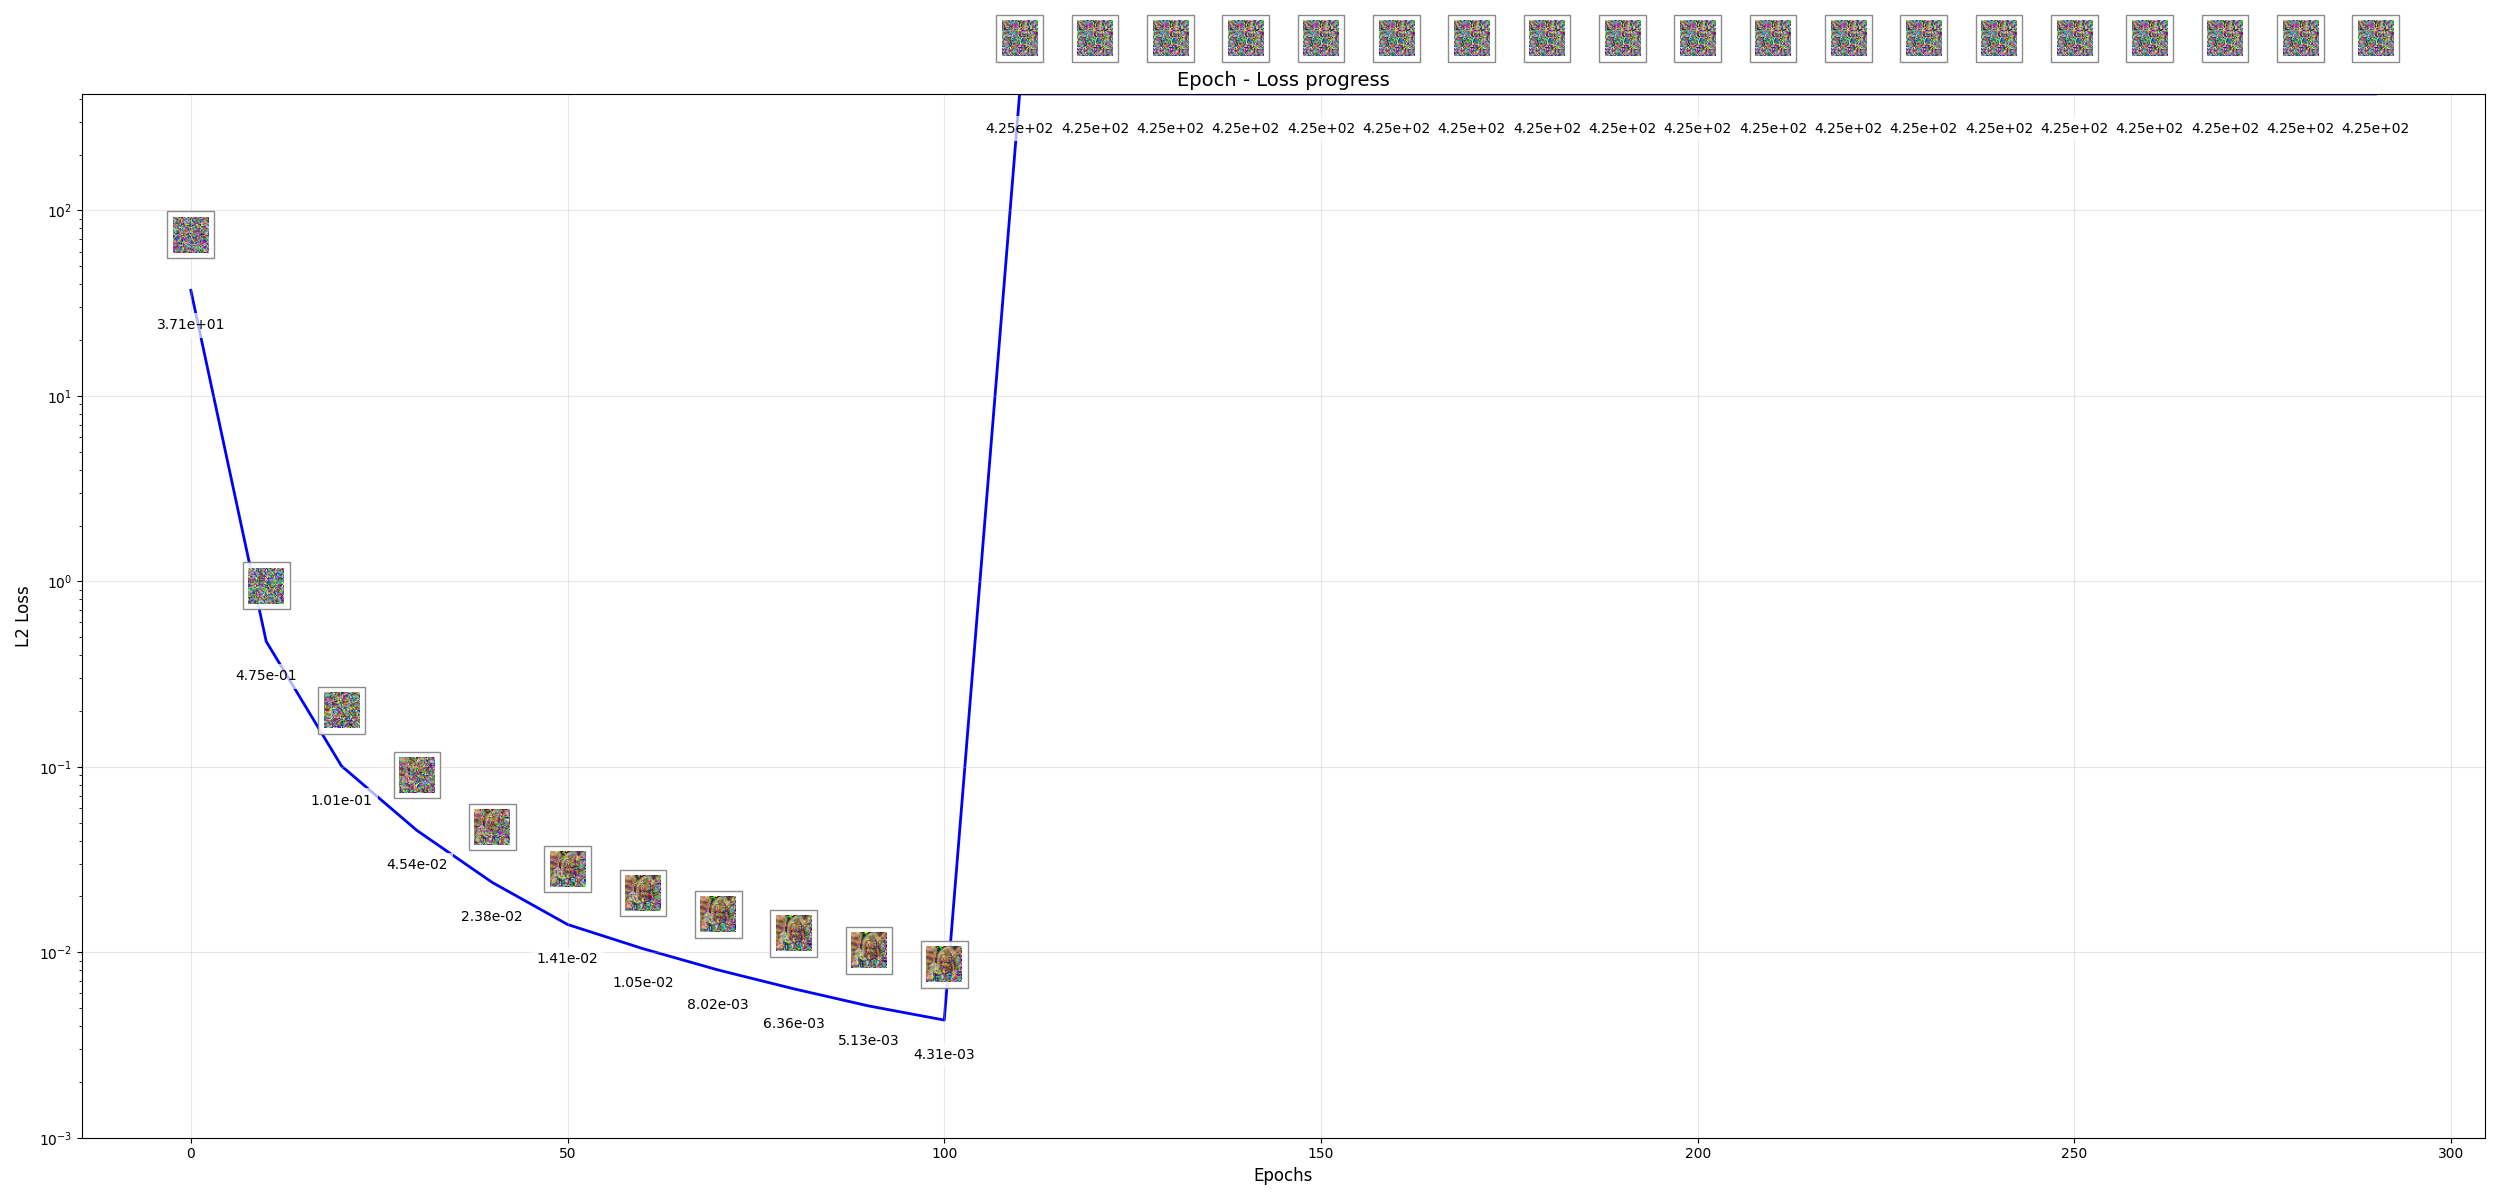 Epoch - Loss progress
4.25e+02 4.25e+02 4.25e+02 4.25e+02 4.25e+02 4.25e+02 4.25e+02 4.25e+02 4.25e+02 4.25e+02 4.25e+02 4.25e+02 4.25e+02 4.25e+02 4.25e+02 4.25e+02 4.25e+02 4.25e+02 4.25e+02
10²
3.71e+01
10¹
10⁰
L2 Loss
4.75e-01
10⁻¹
1.01e-01
4.54e-02
2.38e-02
10⁻²
1.41e-02
1.05e-02
8.02e-03
6.36e-03
5.13e-03
4.31e-03
10⁻³
0 50 100 150 200 250 300
Epochs